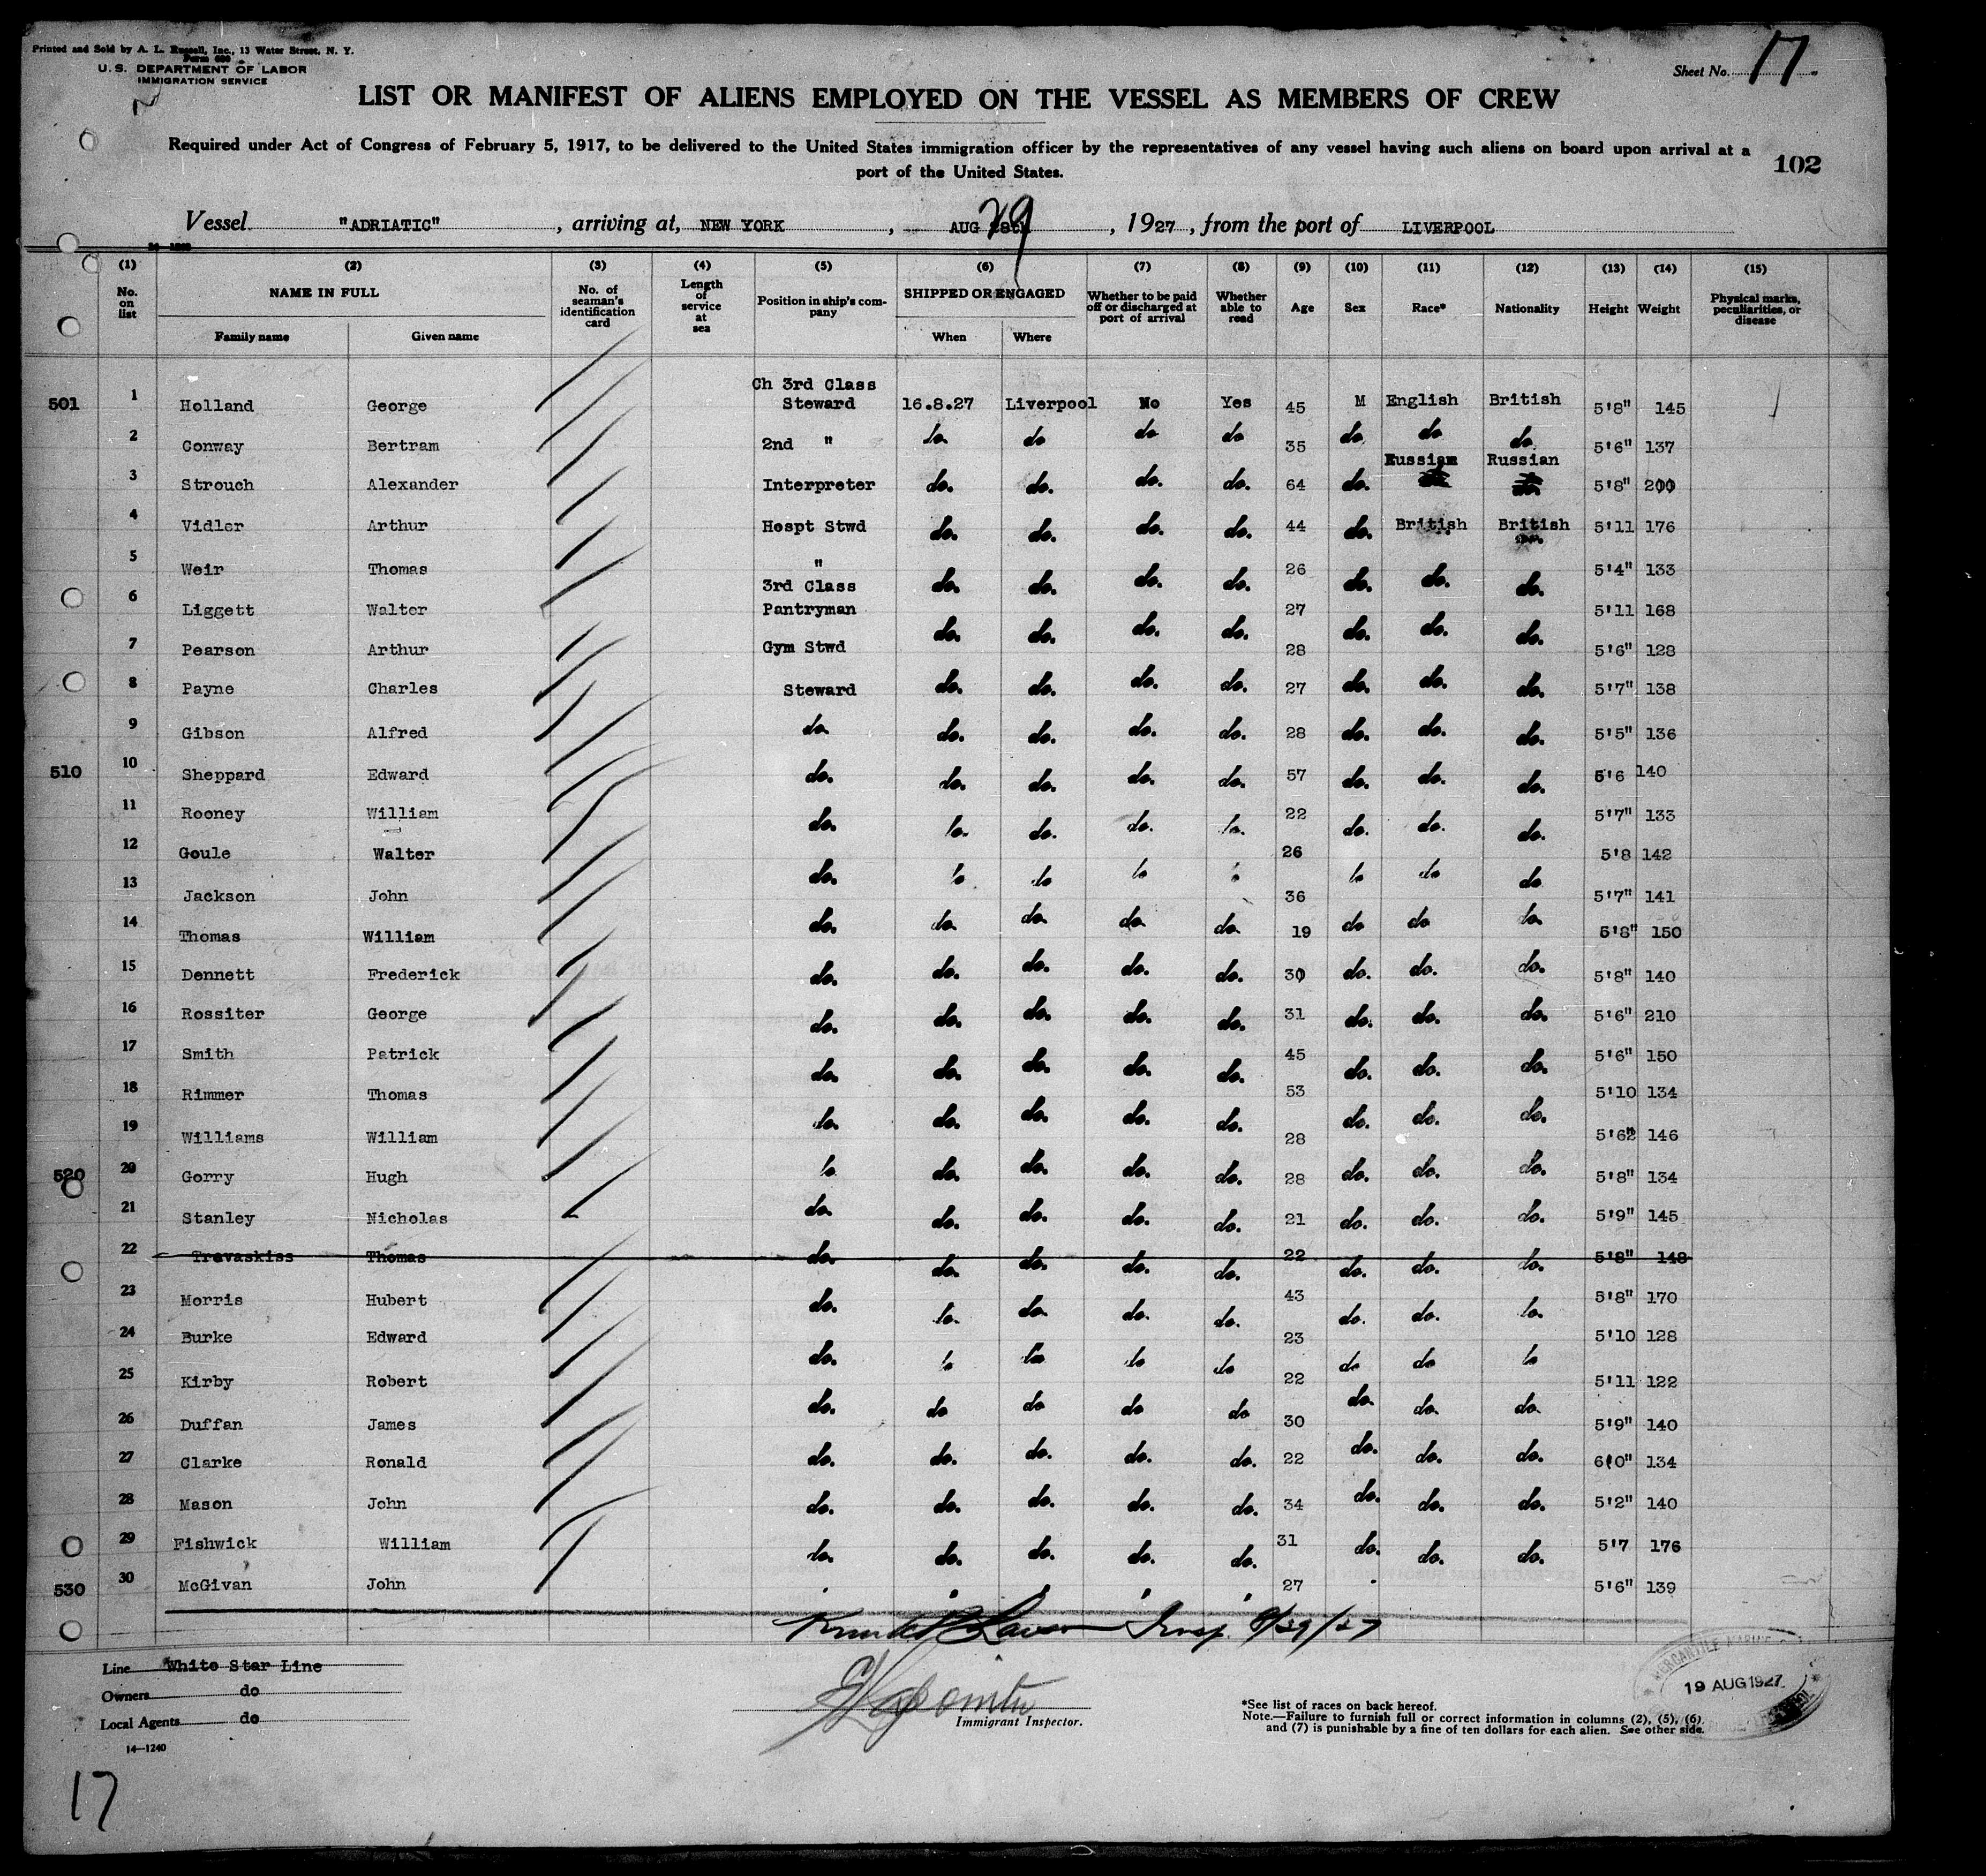 Printed and Sold by A. L. Russell, Inc., 13 Water Street, N. Y.
Form 680
U. S. DEPARTMENT OF LABOR
IMMIGRATION SERVICE
Sheet No. 17
LIST OR MANIFEST OF ALIENS EMPLOYED ON THE VESSEL AS MEMBERS OF CREW
Required under Act of Congress of February 5, 1917, to be delivered to the United States immigration officer by the representatives of any vessel having such aliens on board upon arrival at a
port of the United States.
102
Vessel "ADRIATIC", arriving at, NEW YORK, AUG 29, 1927, from the port of LIVERPOOL
(1) (2) (3) (4) (5) (6) (7) (8) (9) (10) (11) (12) (13) (14) (15)
No. on list NAME IN FULL Family name Given name No. of seaman's identification card Length of service at sea Position in ship's company SHIPPED OR ENGAGED When Where Whether to be paid off or discharged at port of arrival Whether able to read Age Sex Race* Nationality Height Weight Physical marks, peculiarities, or disease
501 1 Holland George Ch 3rd Class Steward 16.8.27 Liverpool No Yes 45 M English British 5'8" 145
2 Conway Bertram 2nd " do do do do 35 do do do 5'6" 137
3 Strouch Alexander Interpreter do. do. do. do. 64 do. Russian Russian 5'8" 200
4 Vidler Arthur Hospt Stwd do. do. do. do. 44 do. British British 5'11 176
5 Weir Thomas " do. do. do. do. 26 do. do. do. 5'4" 133
6 Liggett Walter 3rd Class Pantryman do. do. do. do. 27 do. do. do. 5'11 168
7 Pearson Arthur Gym Stwd 28 5'6" 128
8 Payne Charles Steward do. do. do. do. 27 do. do. do. 5'7" 138
9 Gibson Alfred do. do. do. do. do. 28 do. do. do. 5'5" 136
510 10 Sheppard Edward do. do. do. do. do. 57 do. do. do. 5'6 140
11 Rooney William do. do. do. do. do. 22 do. do. do. 5'7" 133
12 Goule Walter do. do do do 26 do do do 5'8 142
13 Jackson John 36 5'7" 141
14 Thomas William do. do. do. do. do. 19 do do do. 5'8" 150
15 Dennett Frederick do. do. do. do. do. 30 do. do. do. 5'8" 140
16 Rossiter George do. do. do. do. do. 31 do. do. do. 5'6" 210
17 Smith Patrick do. do. do. do. do. 45 do. do. do. 5'6" 150
18 Rimmer Thomas do. do. do. do. do. 53 do. do. do. 5'10 134
19 Williams William 28 5'6 146
520 20 Gorry Hugh do. do. do. do. do. 28 do. do. do. 5'8" 134
21 Stanley Nicholas do. do. do. do. do. 21 do. do. do. 5'9" 145
22 Travaskiss Thomas do. do. do. do. do. 22 do. do. do. 5'8" 148
23 Morris Hubert do. do. do. do. do. 43 do. do. do. 5'8" 170
24 Burke Edward do. do do do do 23 do do do 5'10 128
25 Kirby Robert 22 5'11 122
26 Duffan James do. do do do do 30 do. do. do. 5'9" 140
27 Clarke Ronald do. do. do. do. do. 22 do. do. do. 6'0" 134
28 Mason John do. do. do. do. do. 34 do. do. do. 5'2" 140
29 Fishwick William do. do. do. do. do. 31 do. do. do. 5'7 176
530 30 McGivan John 27 5'6" 139
Insp. 8/29/27
Line White Star Line
Owners do
Local Agents do
14—1240
Immigrant Inspector.
*See list of races on back hereof.
Note.—Failure to furnish full or correct information in columns (2), (5), (6)
and (7) is punishable by a fine of ten dollars for each alien. See other side.
MERCANTILE MARINE
19 AUG 1927
17